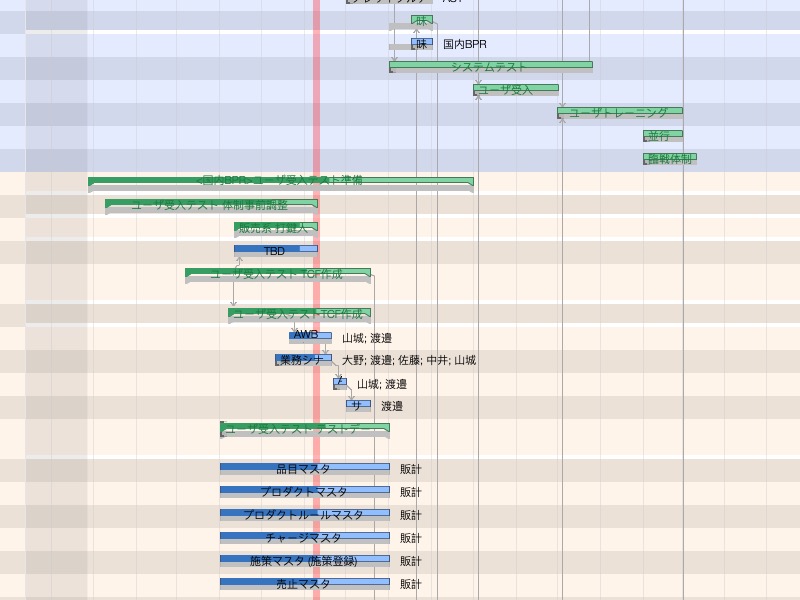 味
味 国内BPR
システムテスト
ユーザ受入
ユーザトレーニング
並行
臨戦体制
<国内BPR>ユーザ受入テスト準備
ユーザ受入テスト 体制事前調整
販売系 打鍵人
TBD
ユーザ受入テスト TCF作成
ユーザ受入テストTCF作成
AWB 山城; 渡邉
業務シナ 大野; 渡邉; 佐藤; 中井; 山城
山城; 渡邉
サ 渡邉
ユーザ受入テスト テストデー
品目マスタ 販計
プロダクトマスタ 販計
プロダクトルールマスタ 販計
チャージマスタ 販計
施策マスタ (施策登録) 販計
売止マスタ 販計